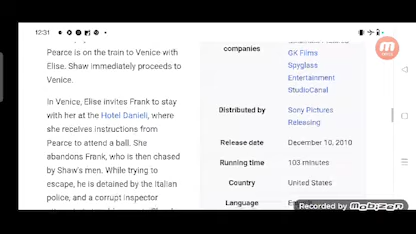 12:31
Pearce is on the train to Venice with
Elise. Shaw immediately proceeds to
Venice.
In Venice, Elise invites Frank to stay
with her at the Hotel Danieli, where
she receives instructions from
Pearce to attend a ball. She
abandons Frank, who is then chased
by Shaw's men. While trying to
escape, he is detained by the Italian
police, and a corrupt inspector
companies
GK Films
Spyglass
Entertainment
StudioCanal
Distributed by Sony Pictures
Releasing
Release date December 10, 2010
Running time 103 minutes
Country United States
Language
Recorded by mobizen